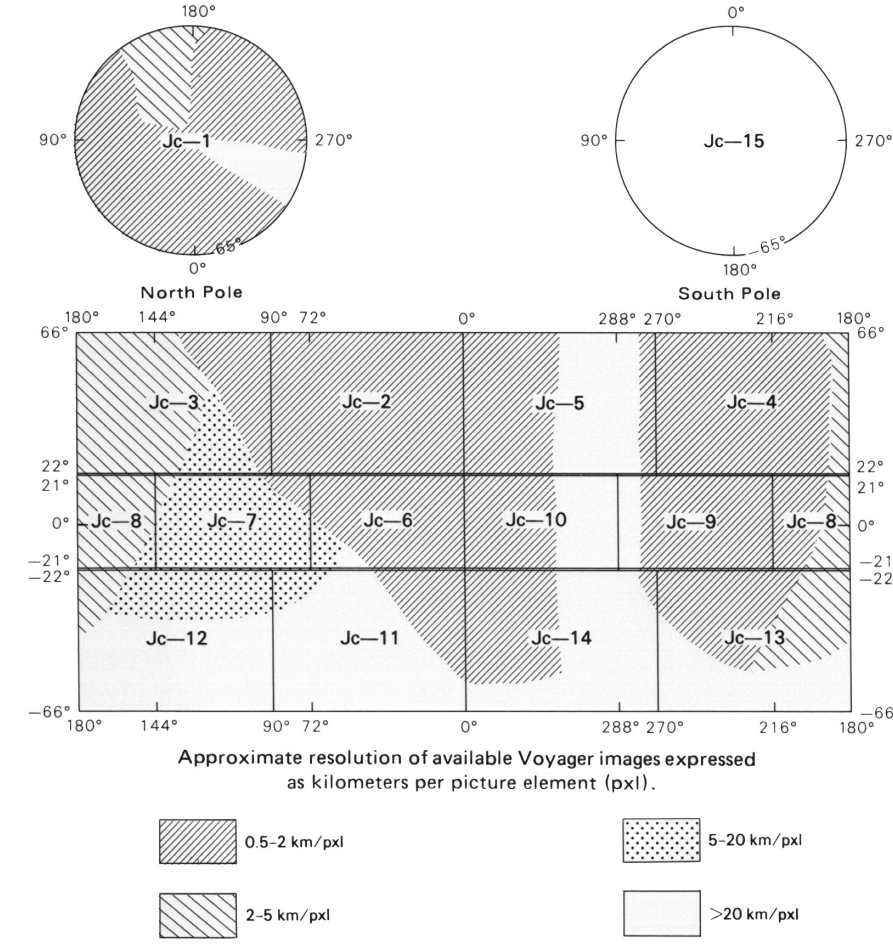 180° 0°
90° Jc—1 270° 90° Jc—15 270°
65° —65°
0° 180°
North Pole South Pole
180° 144° 90° 72° 0° 288° 270° 216° 180°
66° 66°
Jc—3 Jc—2 Jc—5 Jc—4
22° 22°
21° 21°
0° Jc—8 Jc—7 Jc—6 Jc—10 Jc—9 Jc—8 0°
—21° —21
—22° —22
Jc—12 Jc—11 Jc—14 Jc—13
—66° —66
180° 144° 90° 72° 0° 288° 270° 216° 180°
Approximate resolution of available Voyager images expressed
as kilometers per picture element (pxl).
0.5-2 km/pxl 5-20 km/pxl
2-5 km/pxl >20 km/pxl